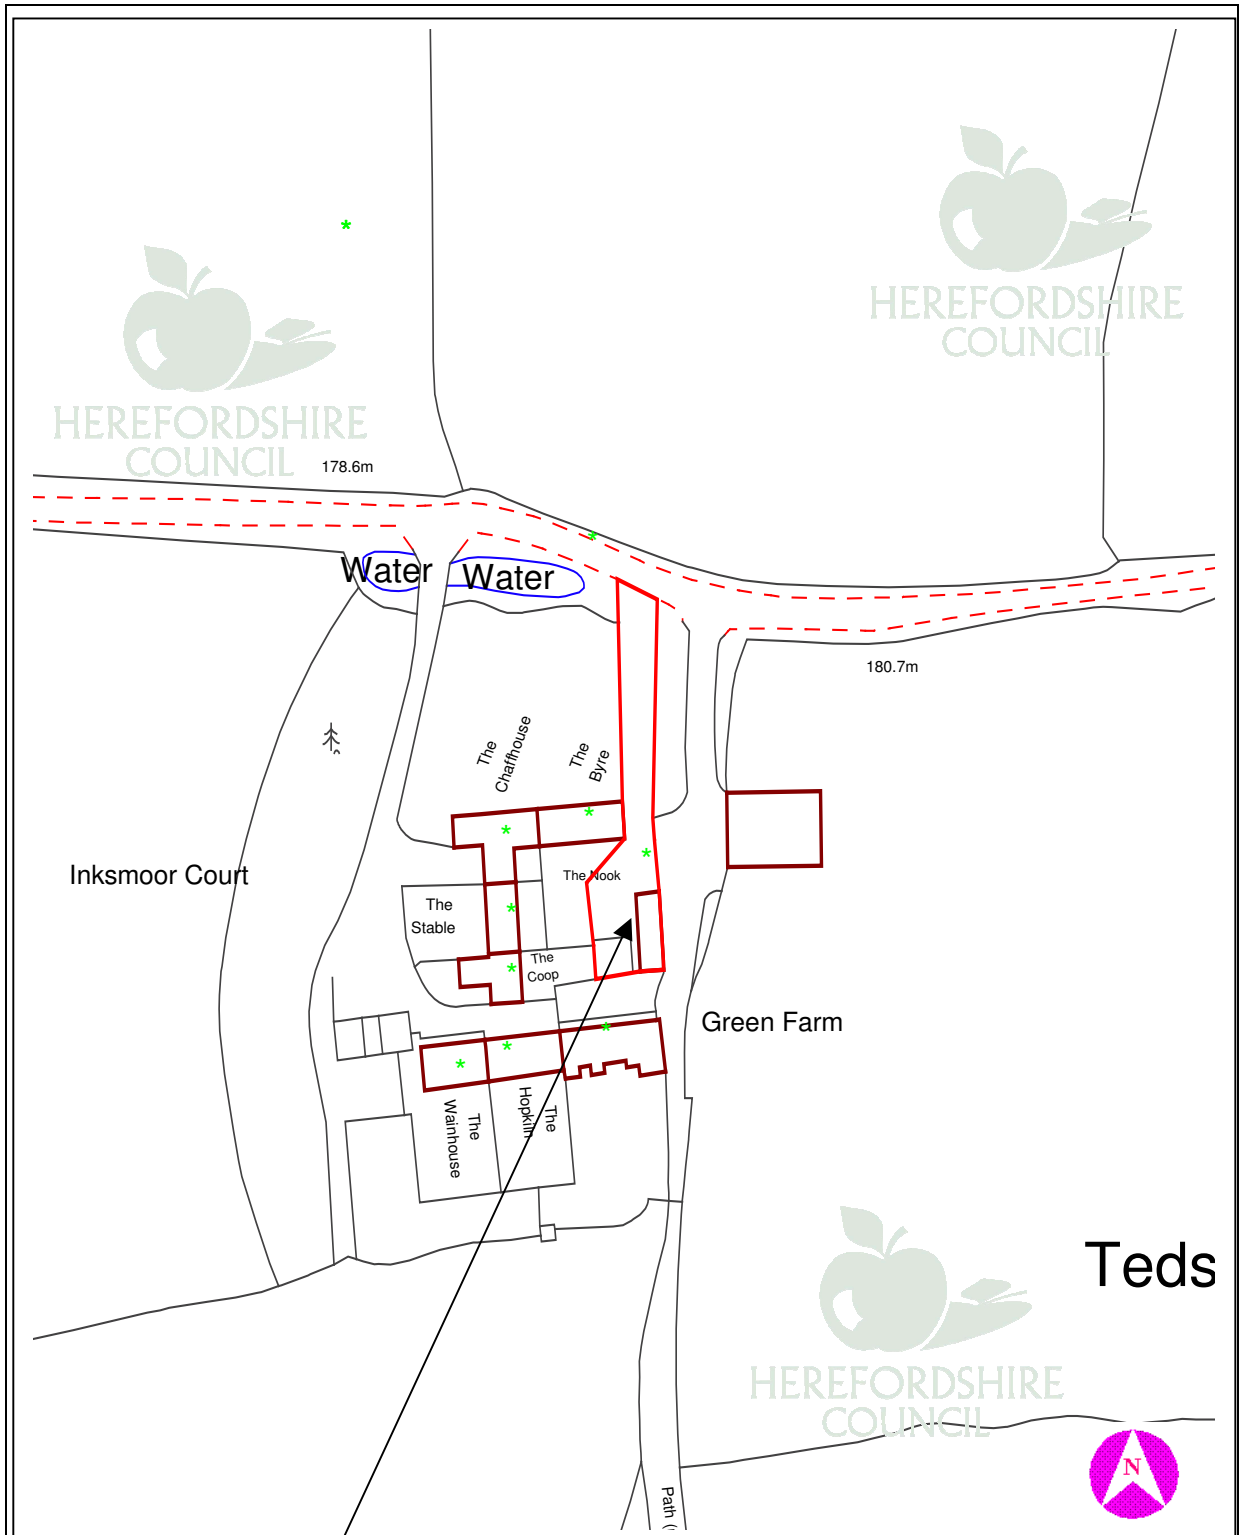 HEREFORDSHIRE
COUNCIL
HEREFORDSHIRE
COUNCIL
178.6m
Water
Water
180.7m
The
Chaffhouse
The
Byre
Inksmoor Court
The Nook
The
Stable
The
Coop
Green Farm
The
Wainhouse
The
Hopkiln
Teds
HEREFORDSHIRE
COUNCIL
N
Path (